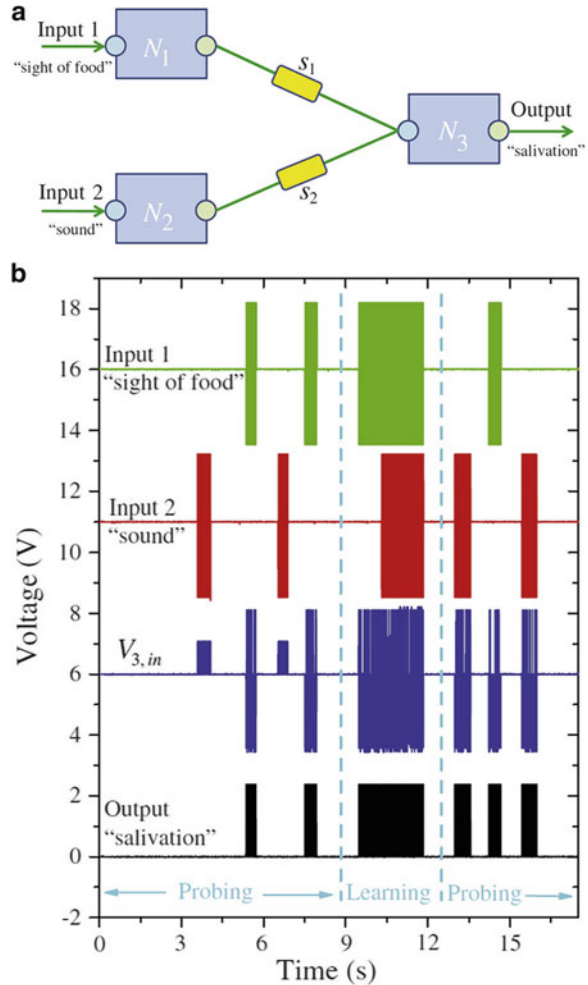 a
Input 1
"sight of food"
N1
s1
Input 2
"sound"
N2
s2
N3
Output
"salivation"
b
Voltage (V)
18
16
14
12
10
8
6
4
2
0
-2
Input 1
"sight of food"
Input 2
"sound"
V3, in
Output
"salivation"
Probing
Learning
Probing
0
3
6
9
12
15
Time (s)